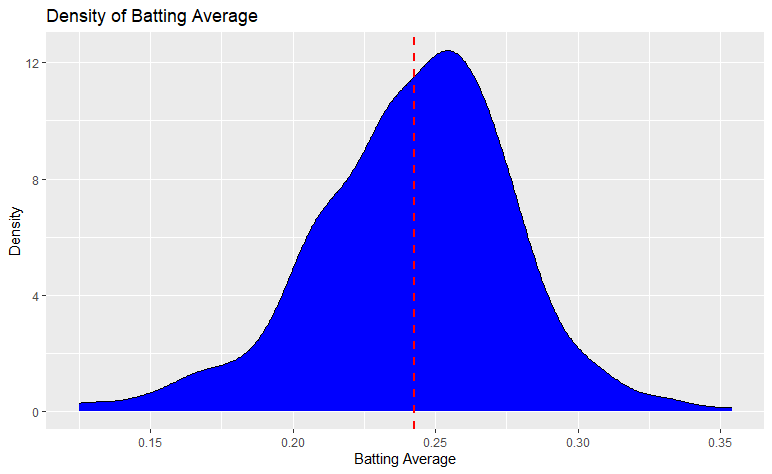 Density of Batting Average
12
8
4
0
Density
0.15 0.20 0.25 0.30 0.35
Batting Average